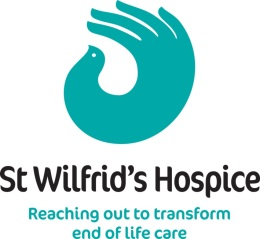 St Wilfrid's Hospice
Reaching out to transform
end of life care